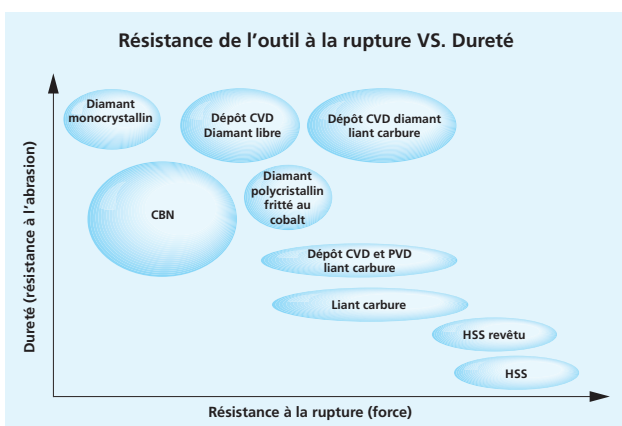 Résistance de l'outil à la rupture VS. Dureté
Diamant
monocrystallin
Dépôt CVD
Diamant libre
Dépôt CVD diamant
liant carbure
CBN
Diamant
polycristallin
fritté au
cobalt
Dépôt CVD et PVD
liant carbure
Liant carbure
HSS revêtu
HSS
Dureté (résistance à l'abrasion)
Résistance à la rupture (force)